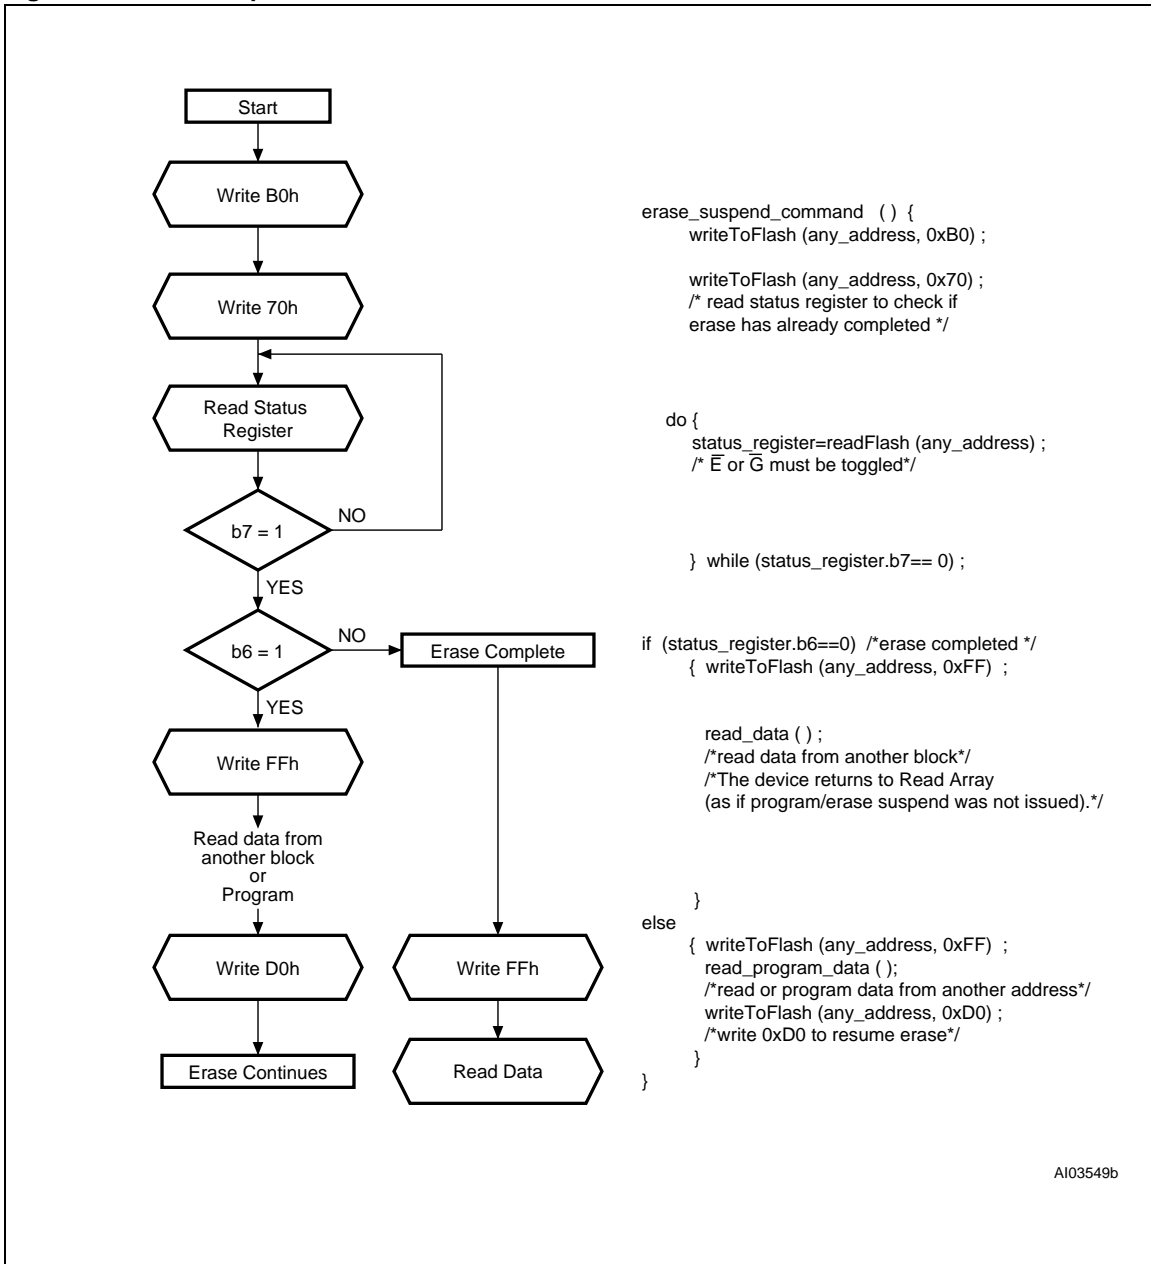 Start
Write B0h
Write 70h
Read Status
Register
NO
b7 = 1
YES
NO
b6 = 1
Erase Complete
YES
Write FFh
Read data from
another block
or
Program
Write D0h
Write FFh
Erase Continues
Read Data
erase_suspend_command ( ) {
writeToFlash (any_address, 0xB0) ;
writeToFlash (any_address, 0x70) ;
/* read status register to check if
erase has already completed */
do {
status_register=readFlash (any_address) ;
/* E̅ or G̅ must be toggled*/
} while (status_register.b7== 0) ;
if (status_register.b6==0) /*erase completed */
{ writeToFlash (any_address, 0xFF) ;
read_data ( ) ;
/*read data from another block*/
/*The device returns to Read Array
(as if program/erase suspend was not issued).*/
}
else
{ writeToFlash (any_address, 0xFF) ;
read_program_data ( );
/*read or program data from another address*/
writeToFlash (any_address, 0xD0) ;
/*write 0xD0 to resume erase*/
}
}
AI03549b